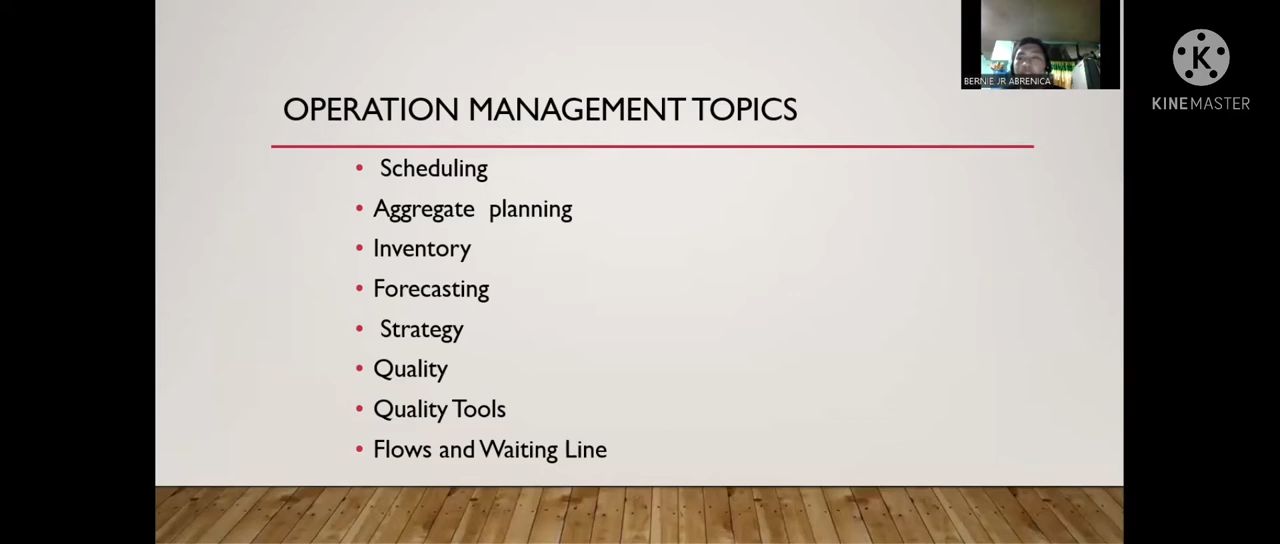 BERNIE JR ABRENICA
KINEMASTER
OPERATION MANAGEMENT TOPICS
• Scheduling
• Aggregate planning
• Inventory
• Forecasting
• Strategy
• Quality
• Quality Tools
• Flows and Waiting Line